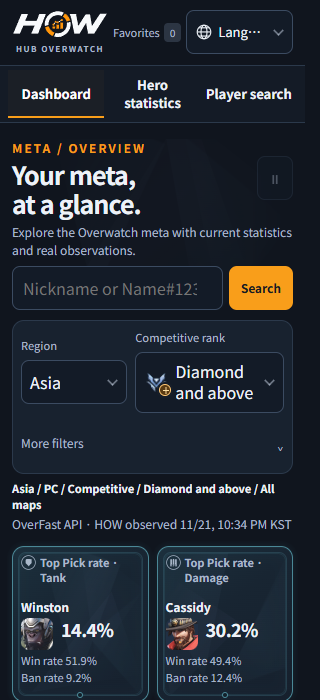 HOW
HUB OVERWATCH
Favorites 0
Lang…
Dashboard
Hero
statistics
Player search
META / OVERVIEW
Your meta,
at a glance.
Explore the Overwatch meta with current statistics
and real observations.
Nickname or Name#123
Search
Region
Competitive rank
Asia
Diamond
and above
More filters
Asia / PC / Competitive / Diamond and above / All
maps
OverFast API · HOW observed 11/21, 10:34 PM KST
Top Pick rate ·
Tank
Winston
14.4%
Win rate 51.9%
Ban rate 9.2%
Top Pick rate ·
Damage
Cassidy
30.2%
Win rate 49.4%
Ban rate 12.4%